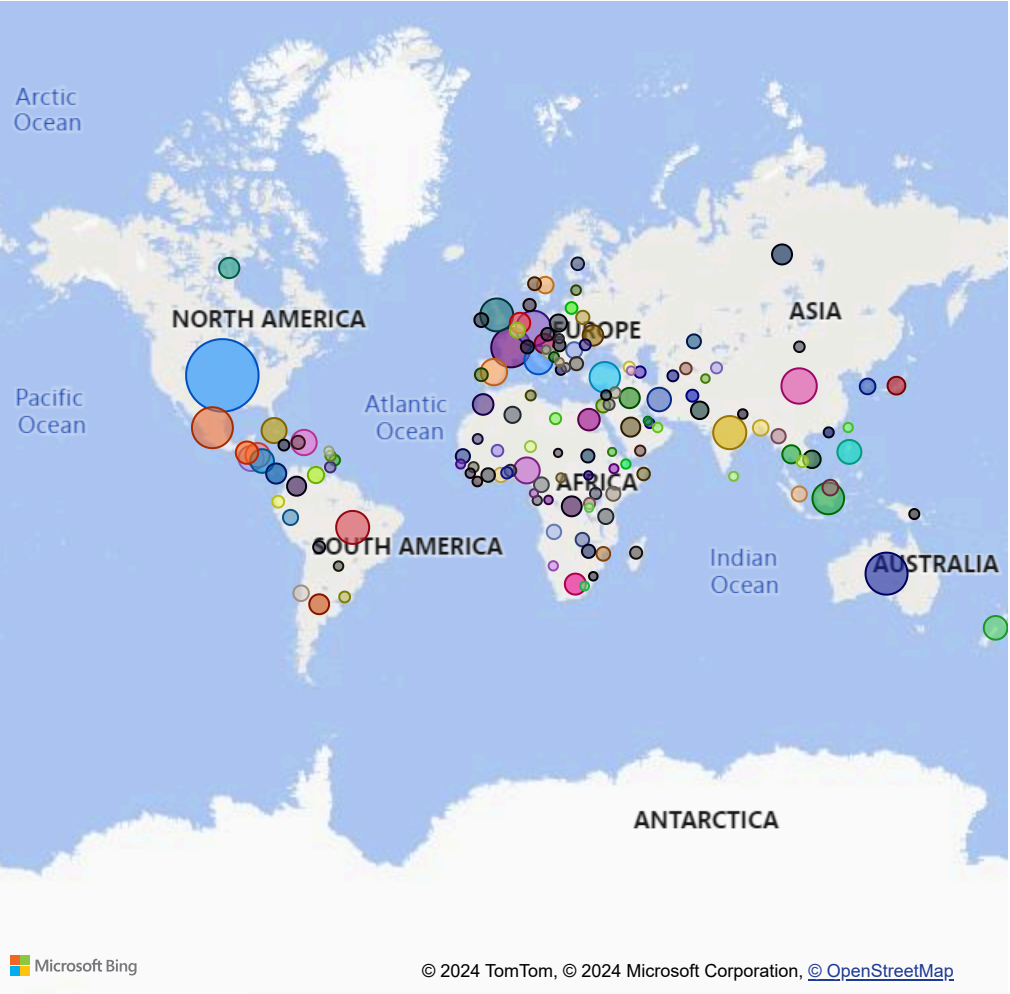 Arctic
Ocean
NORTH AMERICA
EUROPE
ASIA
Pacific
Ocean
Atlantic
Ocean
AFRICA
SOUTH AMERICA
Indian
Ocean
AUSTRALIA
ANTARCTICA
Microsoft Bing
© 2024 TomTom, © 2024 Microsoft Corporation, © OpenStreetMap